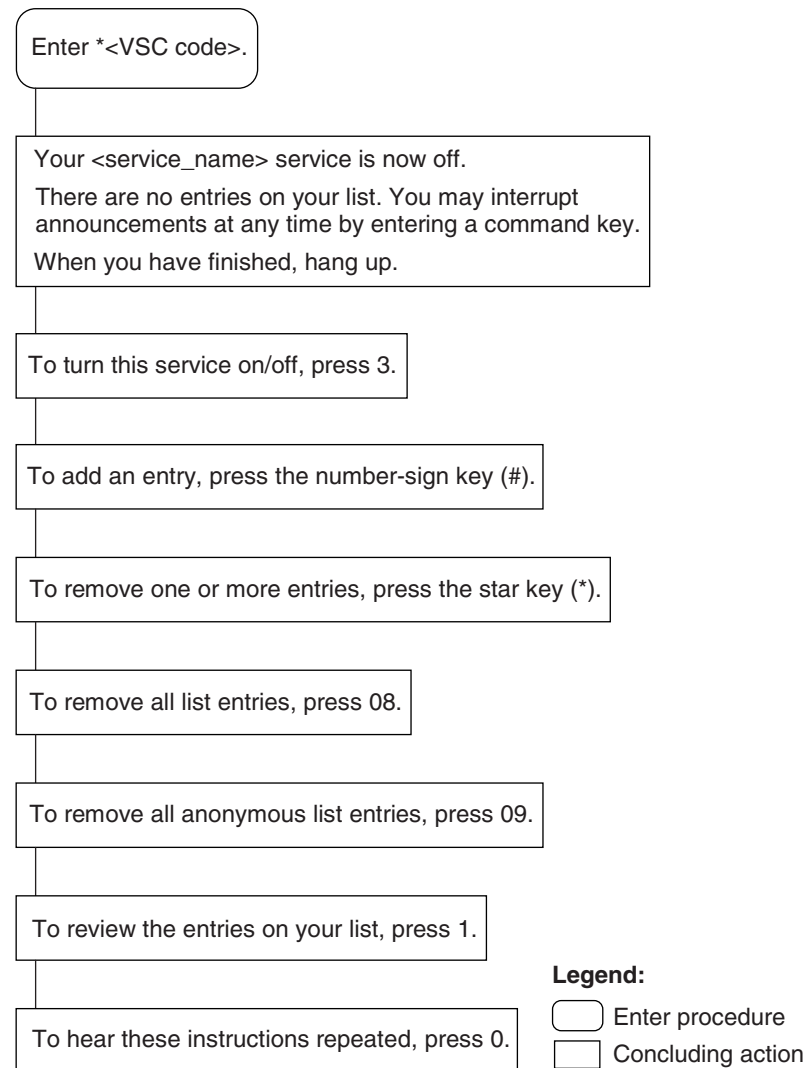 Enter *<VSC code>.
Your <service_name> service is now off.
There are no entries on your list. You may interrupt
announcements at any time by entering a command key.
When you have finished, hang up.
To turn this service on/off, press 3.
To add an entry, press the number-sign key (#).
To remove one or more entries, press the star key (*).
To remove all list entries, press 08.
To remove all anonymous list entries, press 09.
To review the entries on your list, press 1.
To hear these instructions repeated, press 0.
Legend:
Enter procedure
Concluding action